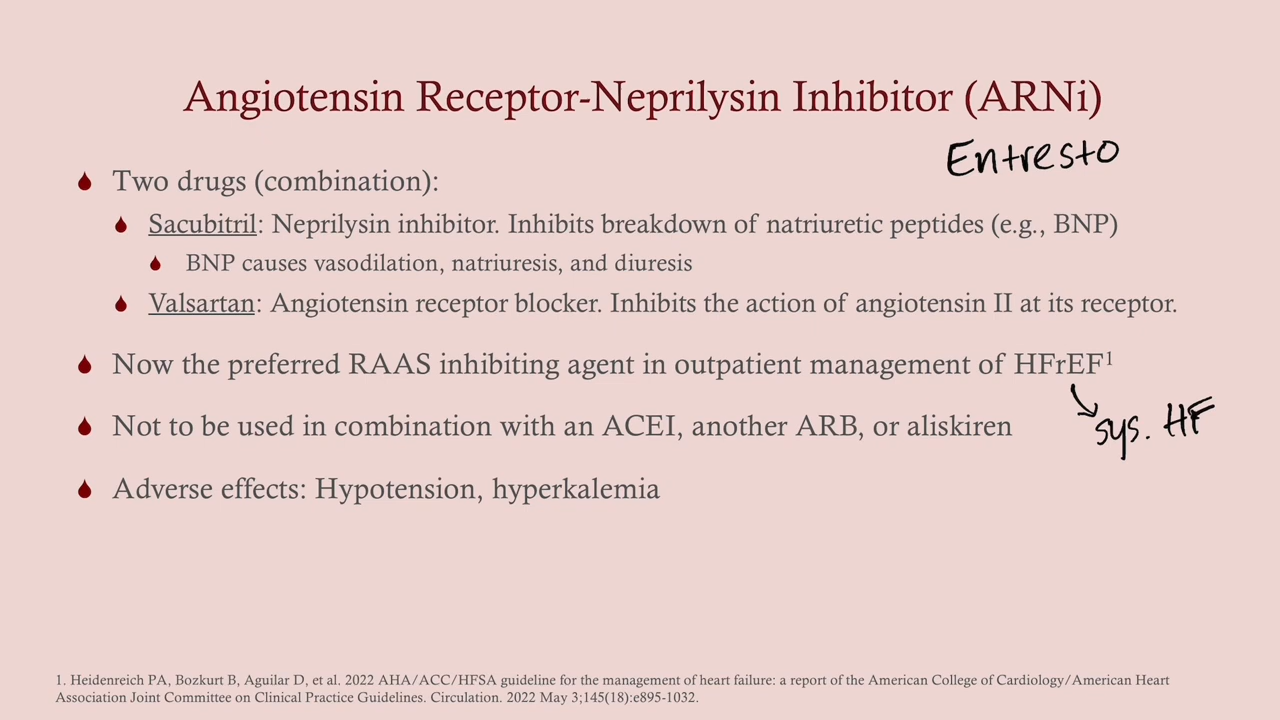 Angiotensin Receptor-Neprilysin Inhibitor (ARNi)
Entresto
Two drugs (combination):
Sacubitril: Neprilysin inhibitor. Inhibits breakdown of natriuretic peptides (e.g., BNP)
BNP causes vasodilation, natriuresis, and diuresis
Valsartan: Angiotensin receptor blocker. Inhibits the action of angiotensin II at its receptor.
Now the preferred RAAS inhibiting agent in outpatient management of HFrEF¹
Not to be used in combination with an ACEI, another ARB, or aliskiren
sys. HF
Adverse effects: Hypotension, hyperkalemia
1. Heidenreich PA, Bozkurt B, Aguilar D, et al. 2022 AHA/ACC/HFSA guideline for the management of heart failure: a report of the American College of Cardiology/American Heart
Association Joint Committee on Clinical Practice Guidelines. Circulation. 2022 May 3;145(18):e895-1032.